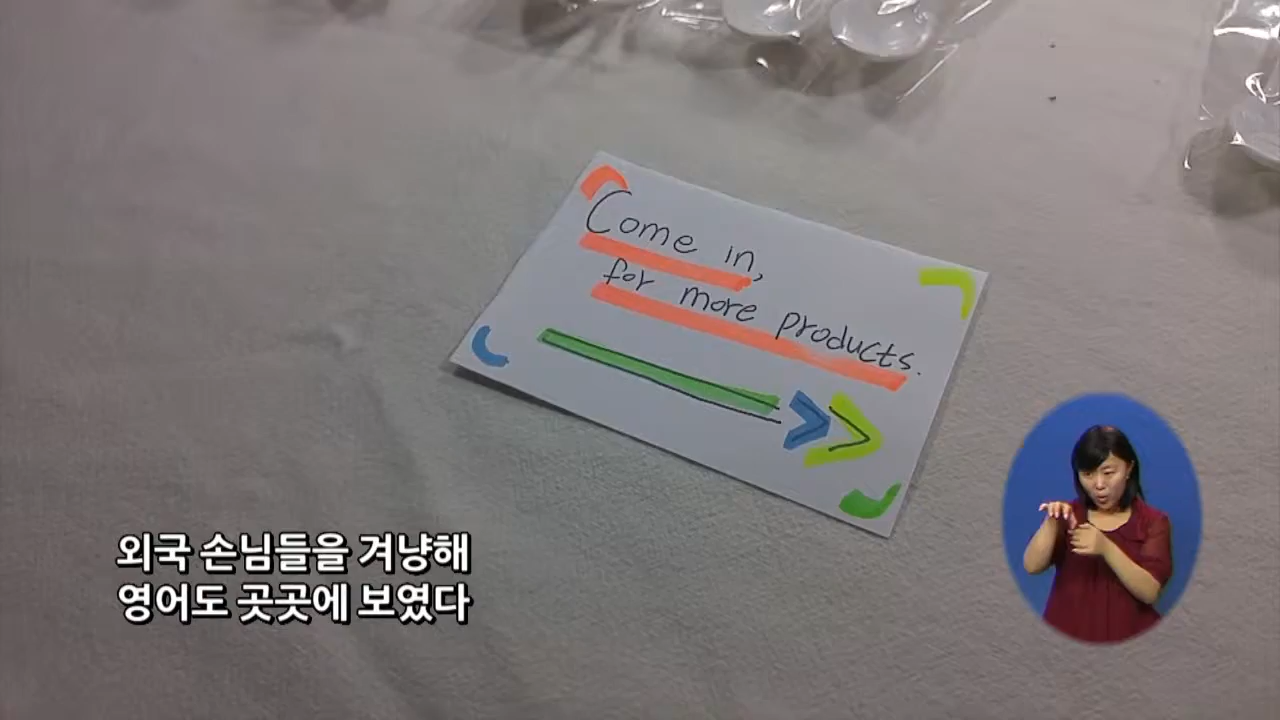 Come in,
for more products.
외국 손님들을 겨냥해
영어도 곳곳에 보였다